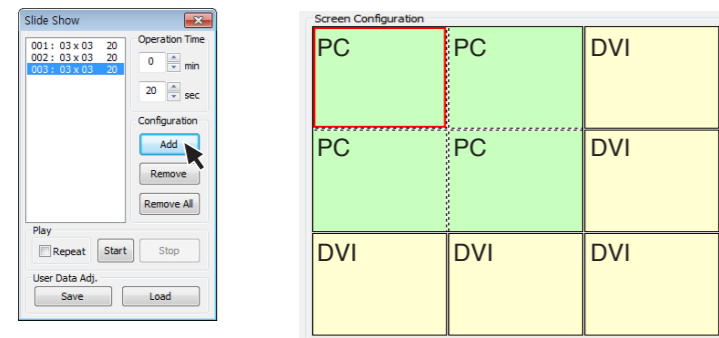 Slide Show
001 : 03 x 03 20
002 : 03 x 03 20
003 : 03 x 03 20
Operation Time
0 min
20 sec
Configuration
Add
Remove
Remove All
Play
Repeat Start Stop
User Data Adj.
Save Load
Screen Configuration
PC PC DVI
PC PC DVI
DVI DVI DVI